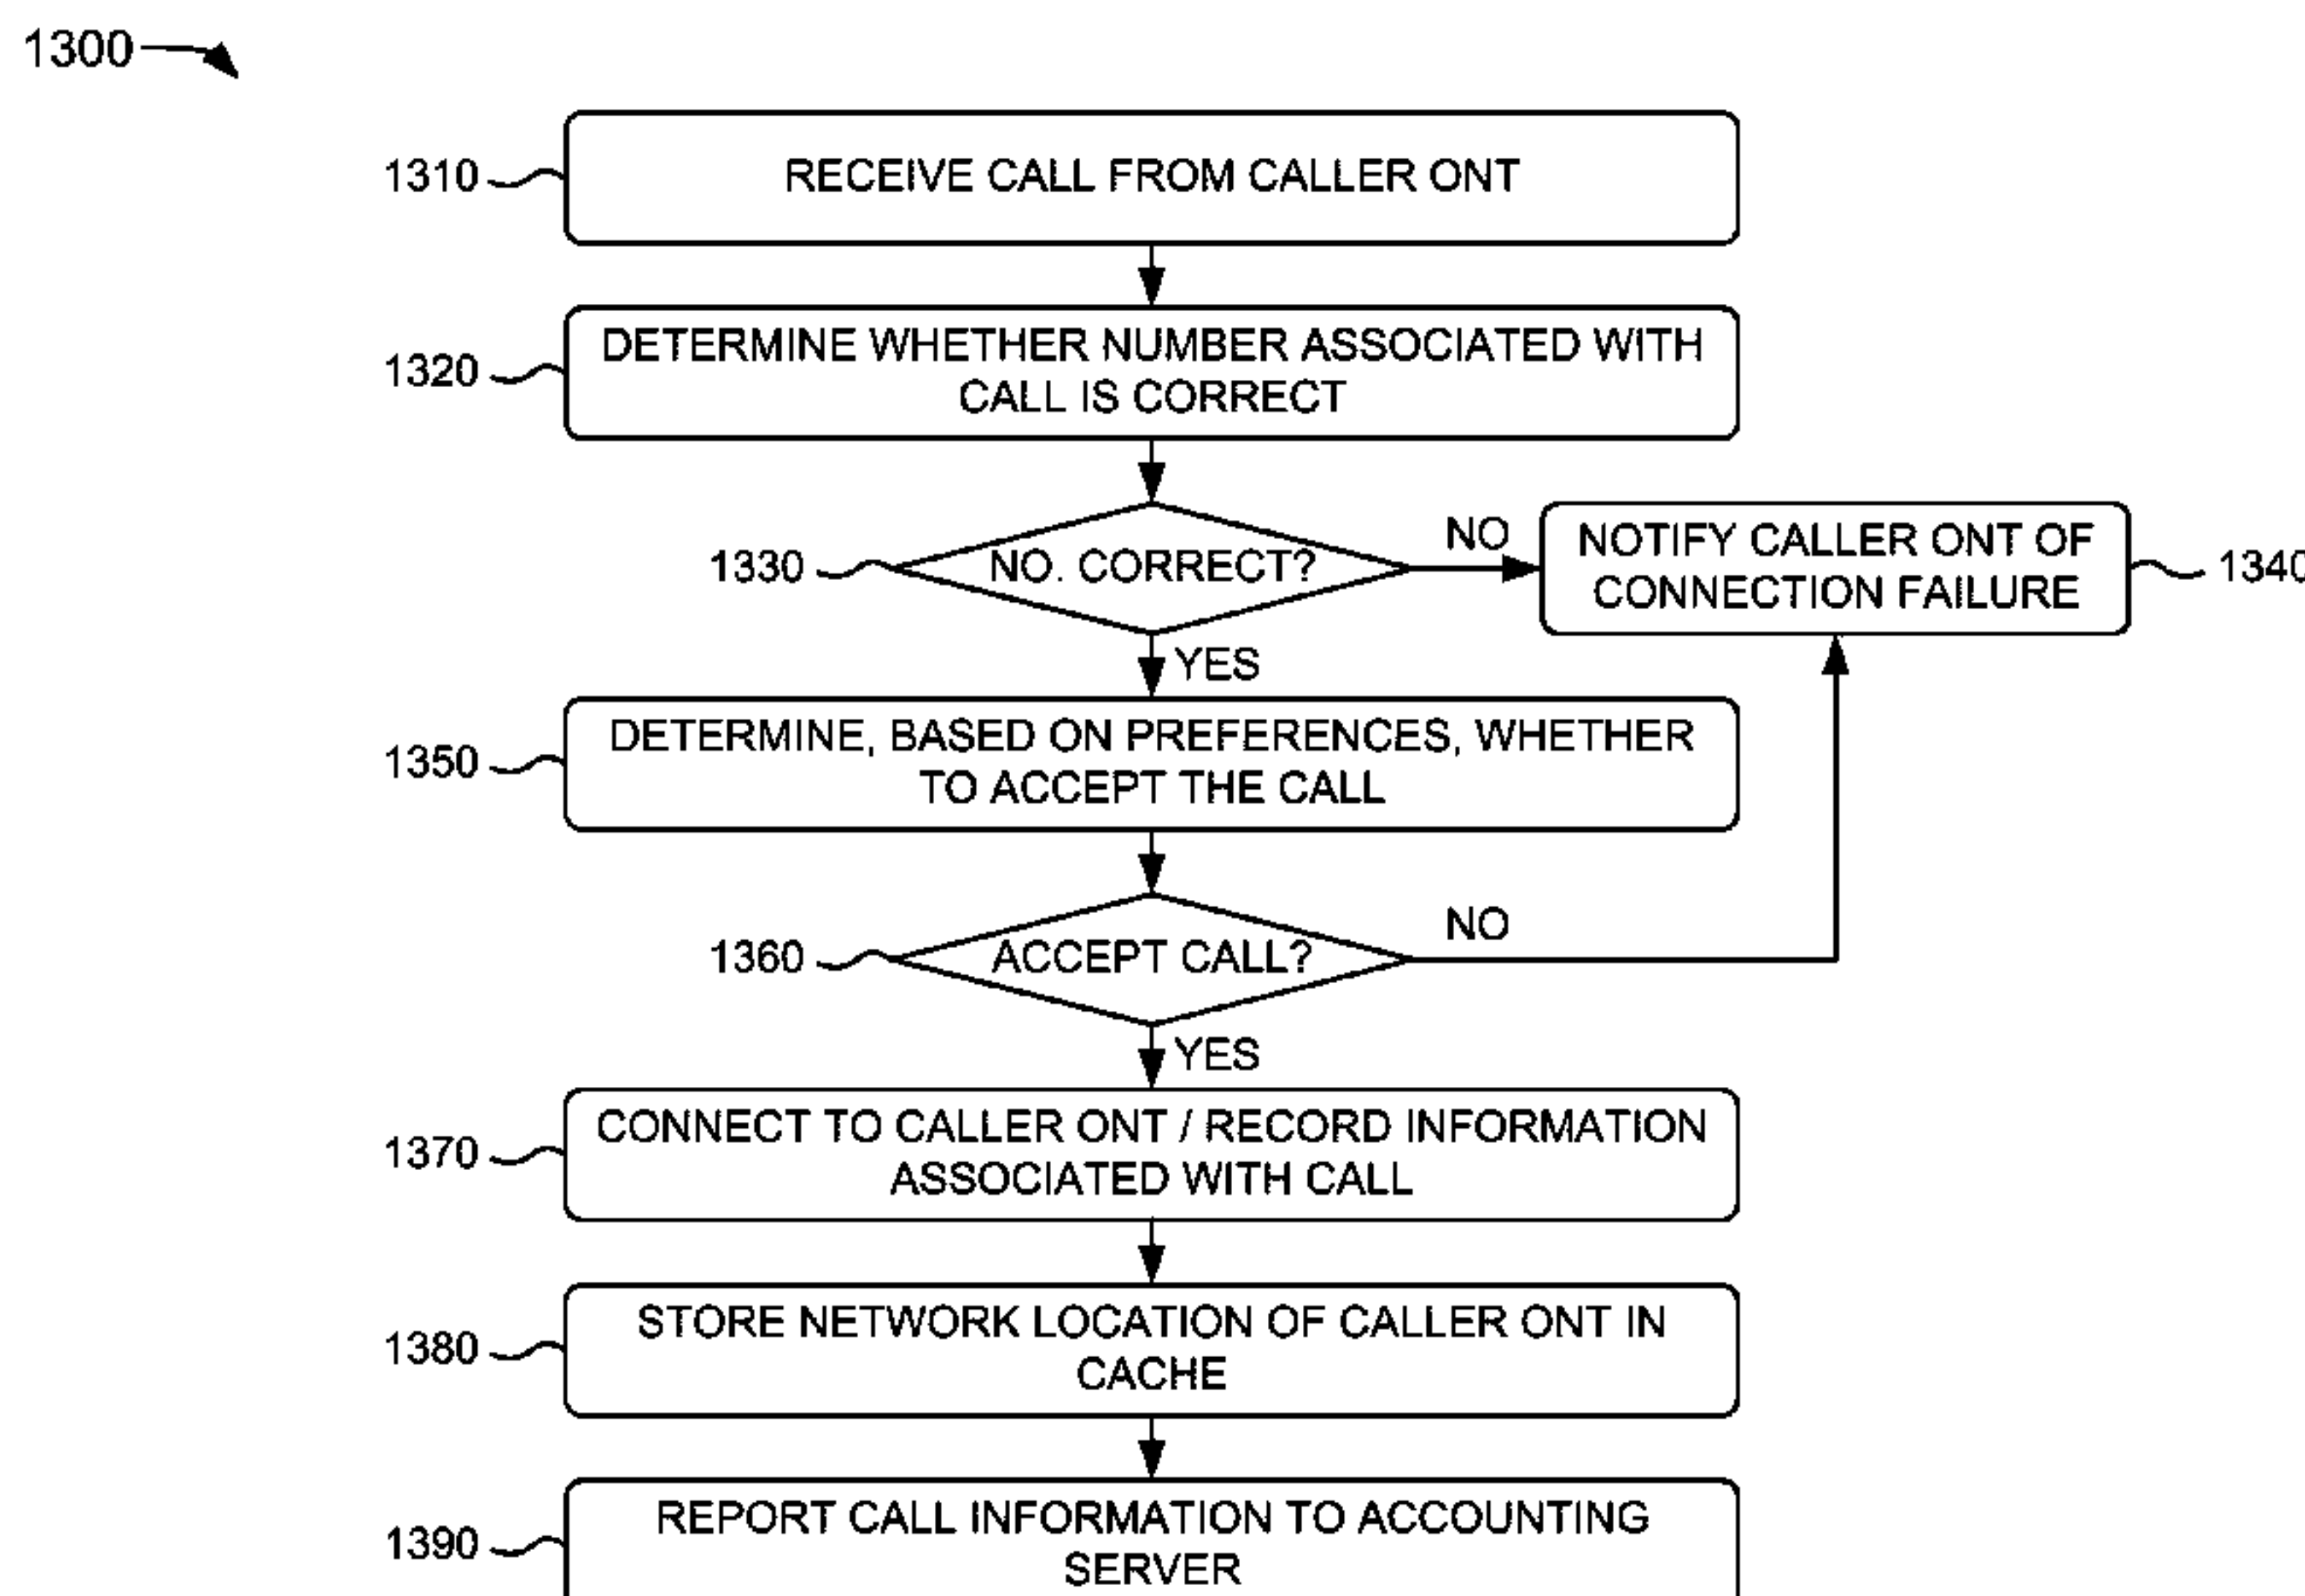 1300
1310
RECEIVE CALL FROM CALLER ONT
1320
DETERMINE WHETHER NUMBER ASSOCIATED WITH
CALL IS CORRECT
1330
NO. CORRECT?
NO
NOTIFY CALLER ONT OF
CONNECTION FAILURE
1340
YES
1350
DETERMINE, BASED ON PREFERENCES, WHETHER
TO ACCEPT THE CALL
1360
ACCEPT CALL?
NO
YES
1370
CONNECT TO CALLER ONT / RECORD INFORMATION
ASSOCIATED WITH CALL
1380
STORE NETWORK LOCATION OF CALLER ONT IN
CACHE
1390
REPORT CALL INFORMATION TO ACCOUNTING
SERVER